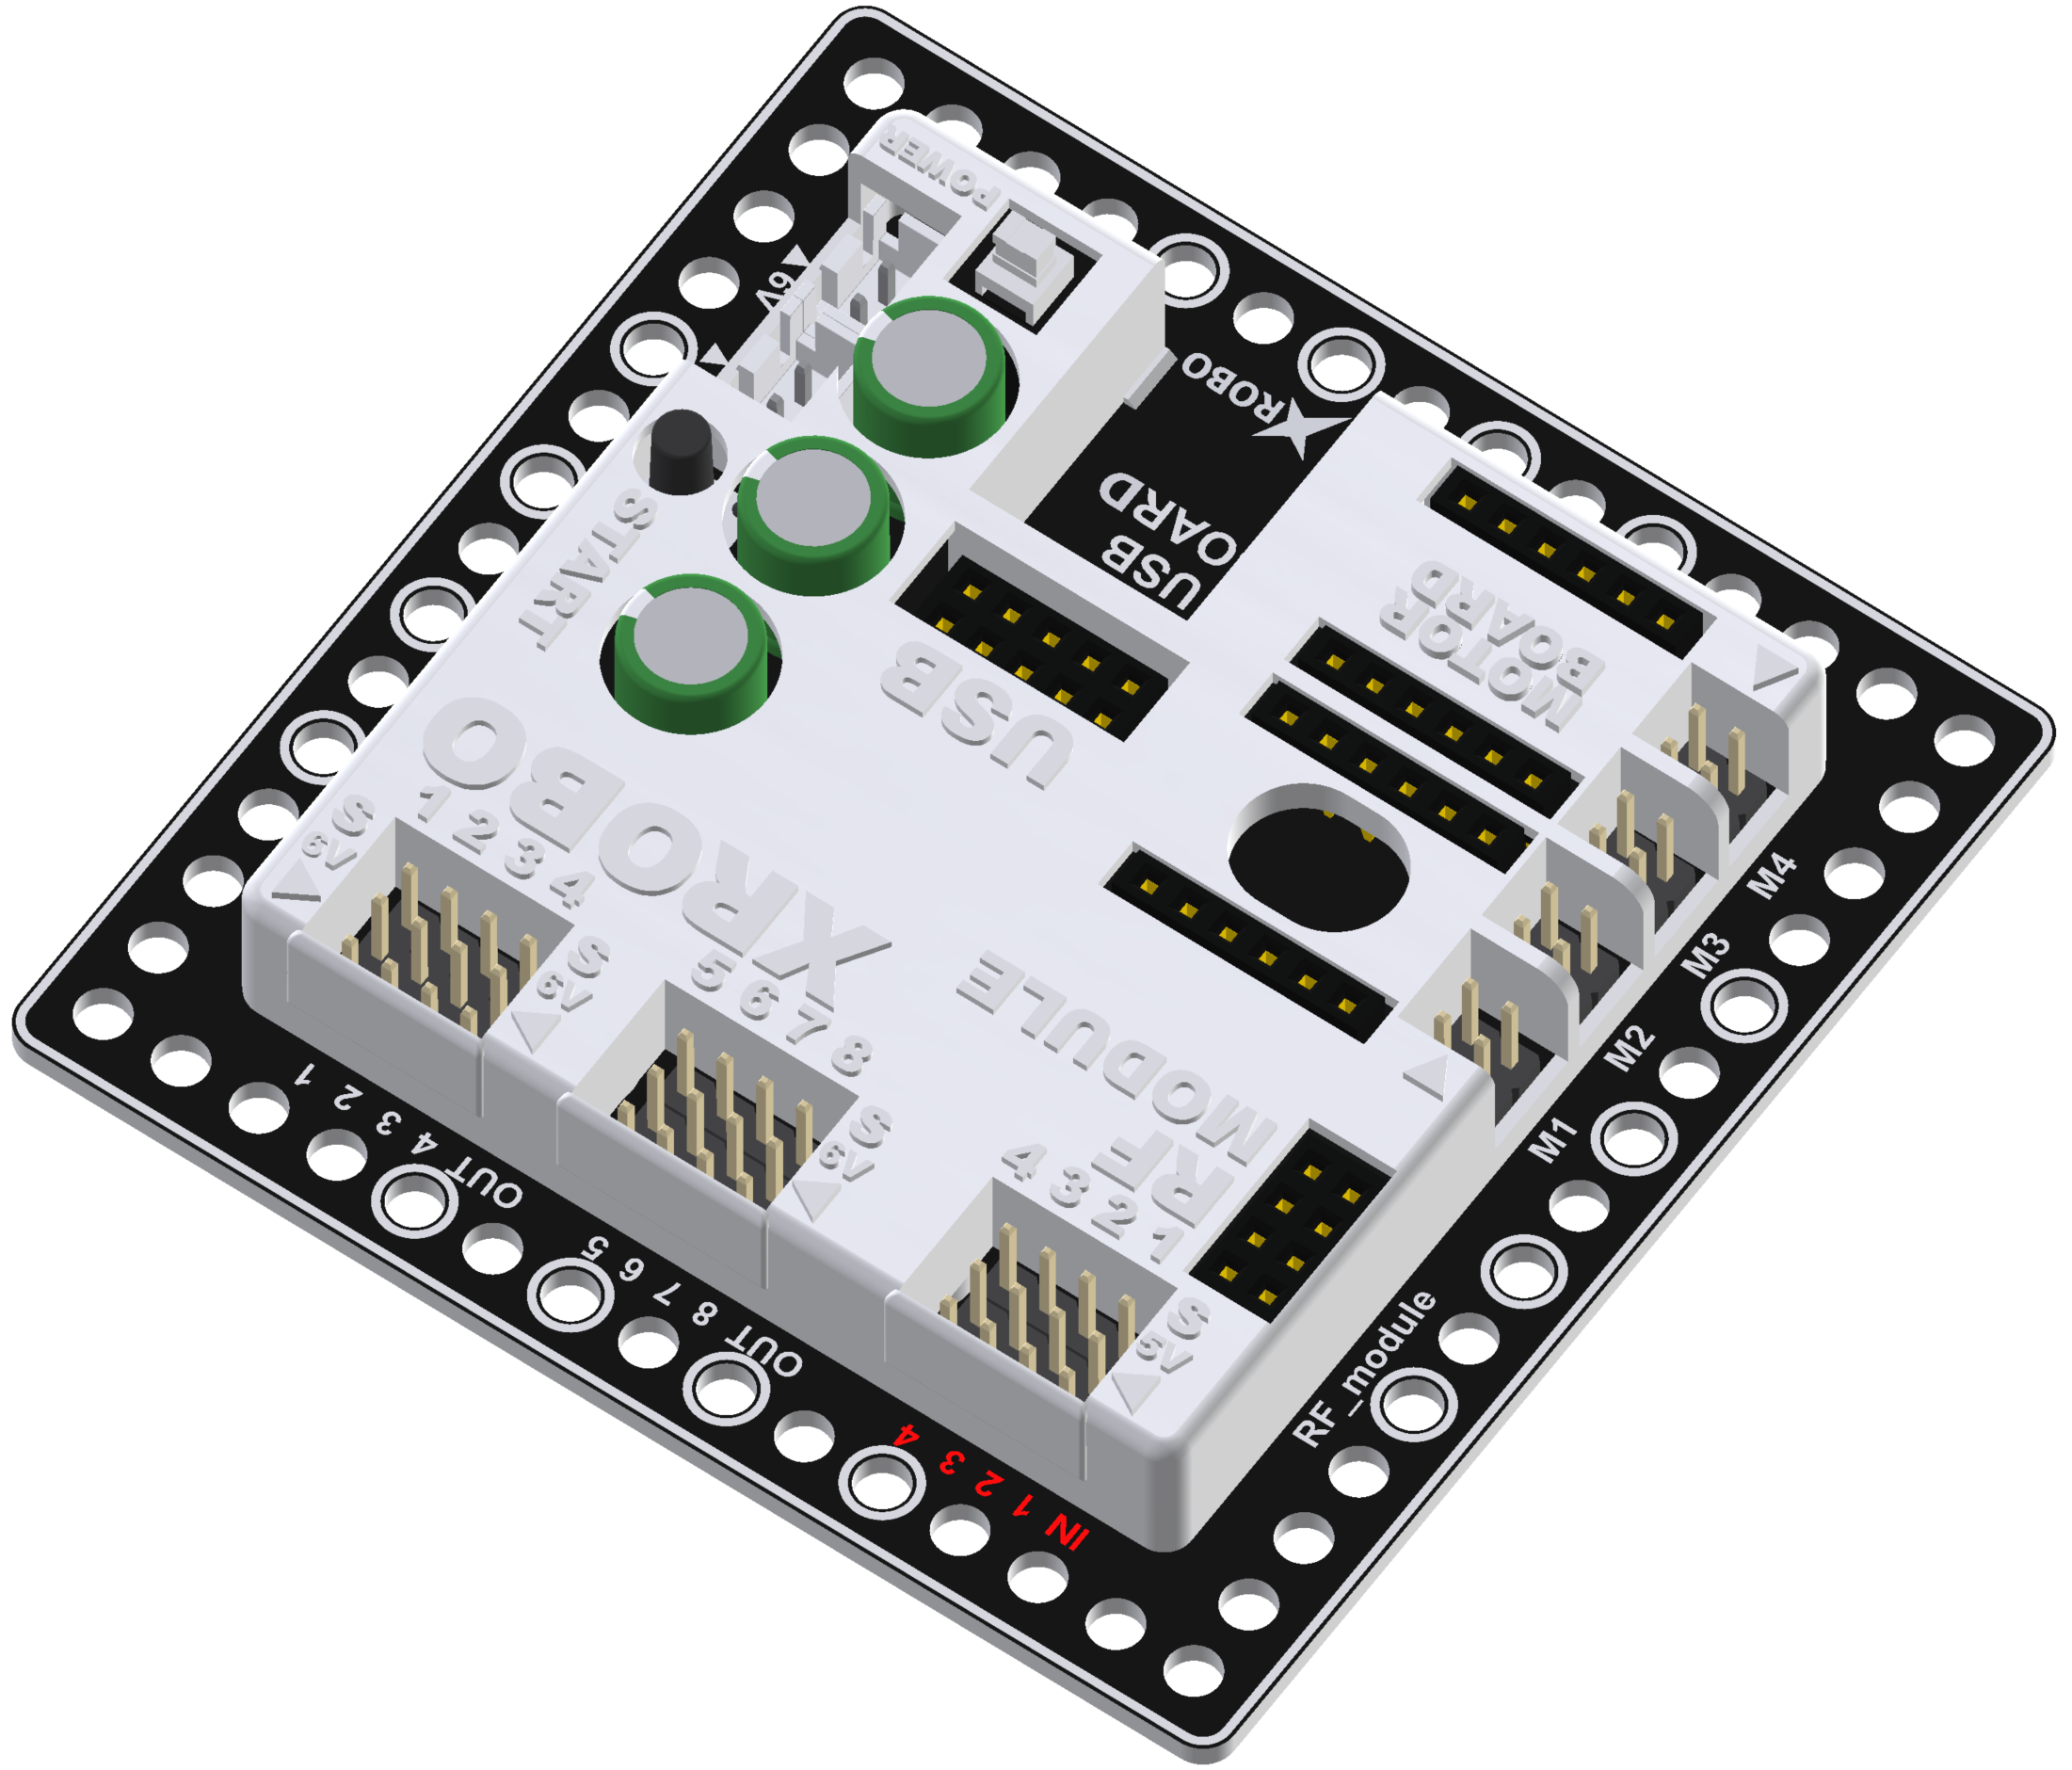 POWER
6V
ROBO
USB
OARD
START
USB
MOTOR
BOARD
XROBO
S
6V
1 2 3 4
S
6V
5 6 7 8
S
6V
RF
MODULE
4 3 2 1
S
5V
M4
M3
M2
M1
RF_module
1 2 3 4 OUT
5 6 7 8 OUT
IN 1 2 3 4